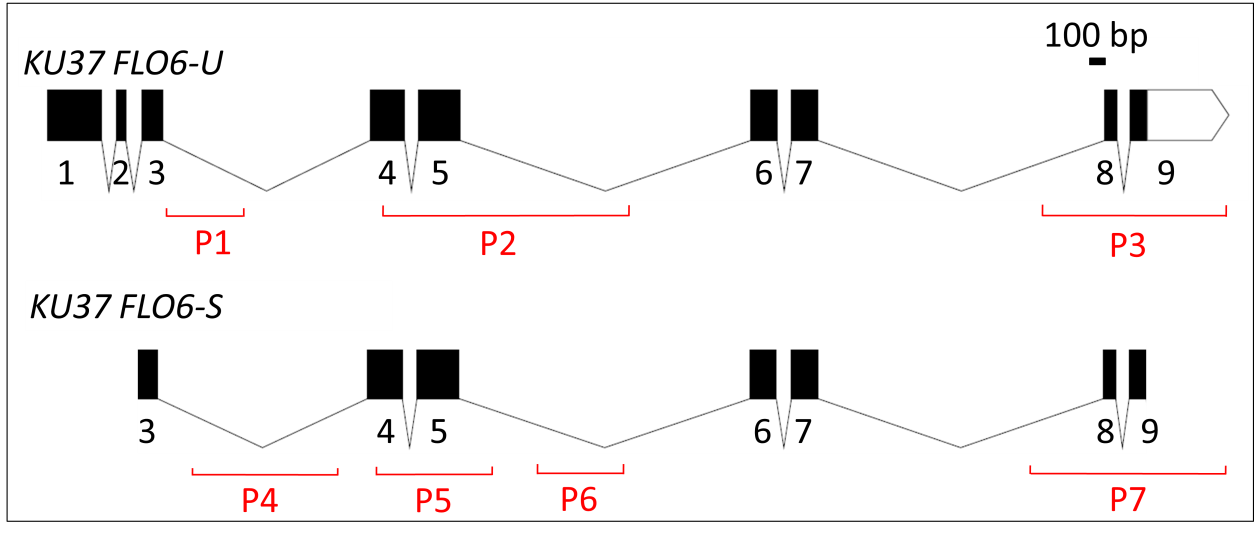 100 bp
KU37 FLO6-U
1 2 3 4 5 6 7 8 9
P1 P2 P3
KU37 FLO6-S
3 4 5 6 7 8 9
P4 P5 P6 P7